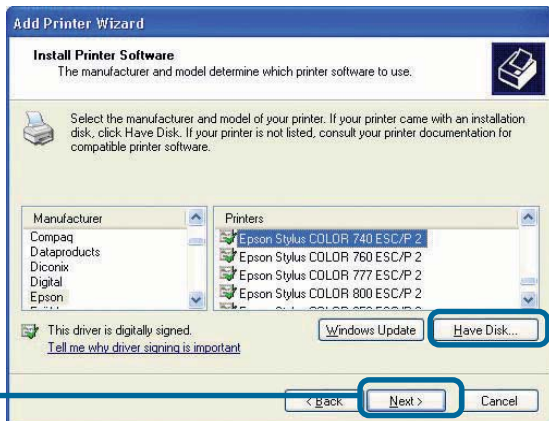 Add Printer Wizard
Install Printer Software
The manufacturer and model determine which printer software to use.
Select the manufacturer and model of your printer. If your printer came with an installation
disk, click Have Disk. If your printer is not listed, consult your printer documentation for
compatible printer software.
Manufacturer
Compaq
Dataproducts
Diconix
Digital
Epson
Printers
Epson Stylus COLOR 740 ESC/P 2
Epson Stylus COLOR 760 ESC/P 2
Epson Stylus COLOR 777 ESC/P 2
Epson Stylus COLOR 800 ESC/P 2
This driver is digitally signed.
Tell me why driver signing is important
Windows Update
Have Disk...
< Back
Next >
Cancel